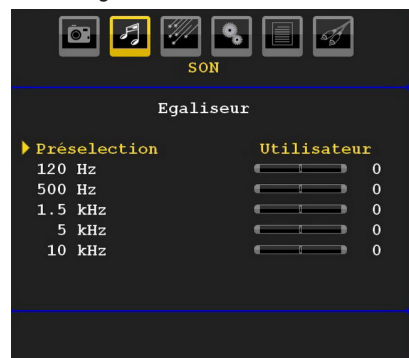 SON
Egaliseur
Préselection Utilisateur
120 Hz 0
500 Hz 0
1.5 kHz 0
5 kHz 0
10 kHz 0